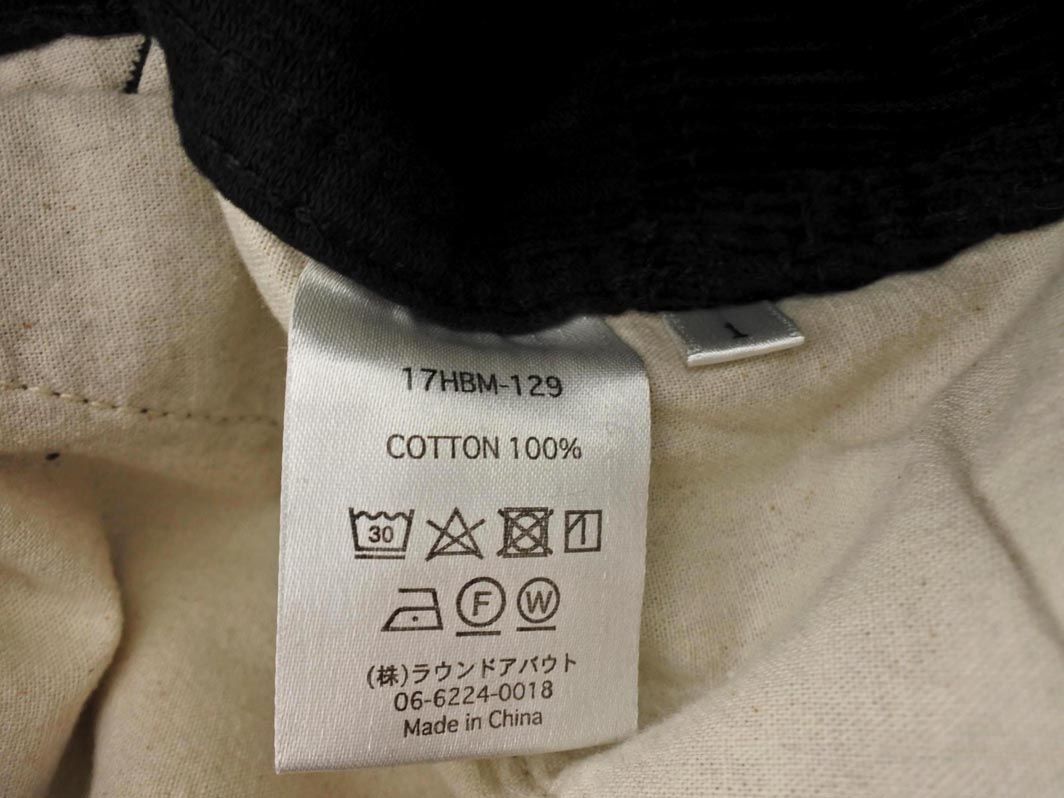 1
17HBM-129
COTTON 100%
30
F W
(株)ラウンドアバウト
06-6224-0018
Made in China